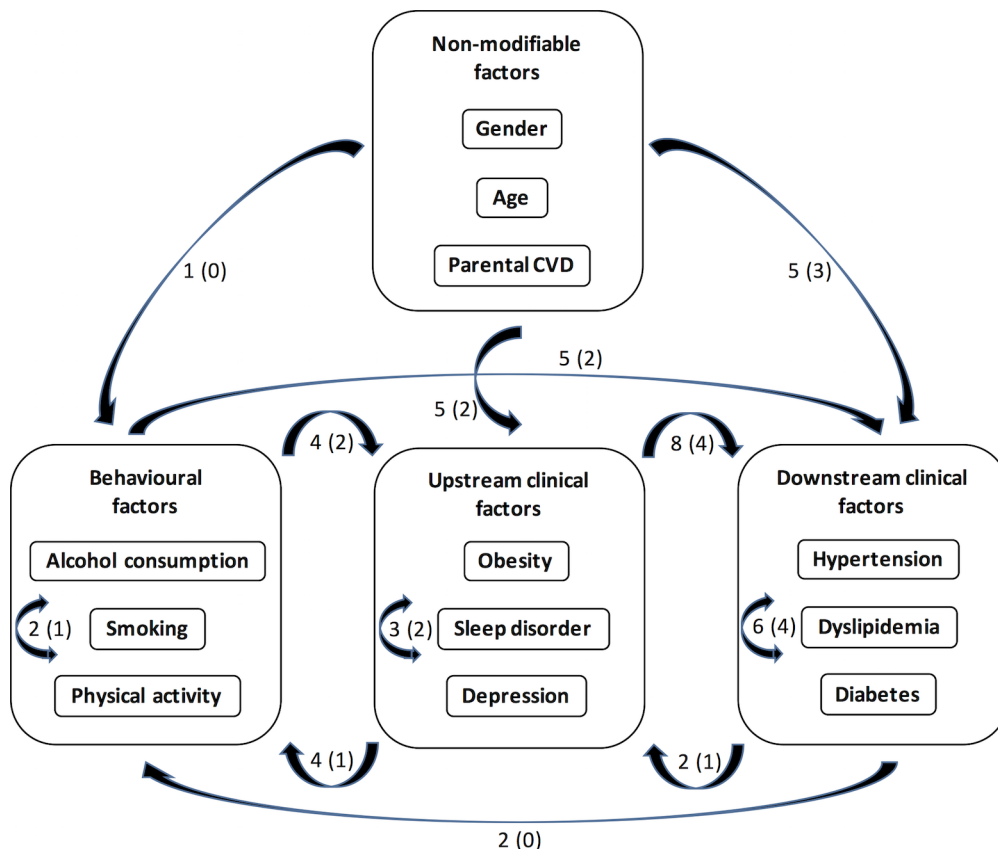 Non-modifiable
factors
Gender
Age
Parental CVD
1 (0)
5 (3)
5 (2)
5 (2)
4 (2)
8 (4)
Behavioural
factors
Alcohol consumption
2 (1)
Smoking
Physical activity
Upstream clinical
factors
Obesity
3 (2)
Sleep disorder
Depression
Downstream clinical
factors
Hypertension
6 (4)
Dyslipidemia
Diabetes
4 (1)
2 (1)
2 (0)